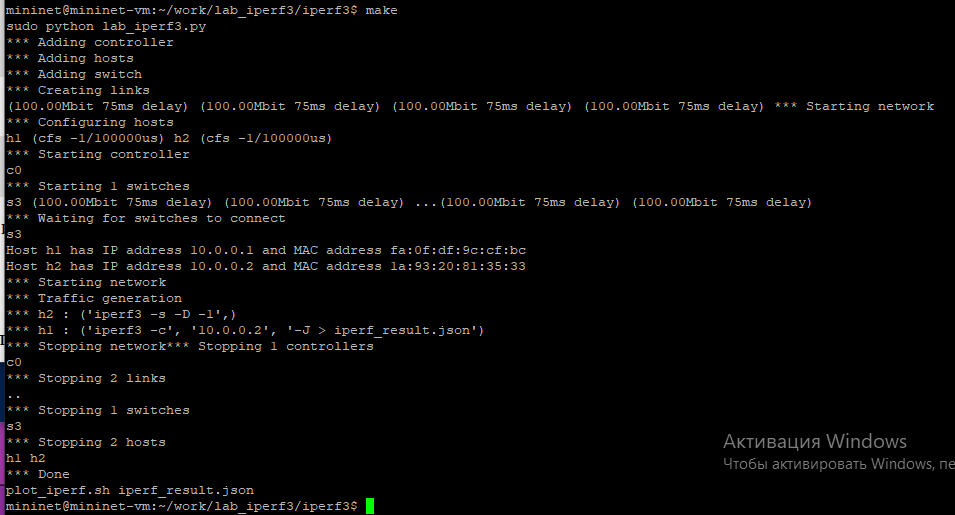 mininet@mininet-vm:~/work/lab_iperf3/iperf3$ make
sudo python lab_iperf3.py
*** Adding controller
*** Adding hosts
*** Adding switch
*** Creating links
(100.00Mbit 75ms delay) (100.00Mbit 75ms delay) (100.00Mbit 75ms delay) (100.00Mbit 75ms delay) *** Starting network
*** Configuring hosts
h1 (cfs -1/100000us) h2 (cfs -1/100000us)
*** Starting controller
c0
*** Starting 1 switches
s3 (100.00Mbit 75ms delay) (100.00Mbit 75ms delay) ...(100.00Mbit 75ms delay) (100.00Mbit 75ms delay)
*** Waiting for switches to connect
s3
Host h1 has IP address 10.0.0.1 and MAC address fa:0f:df:9c:cf:bc
Host h2 has IP address 10.0.0.2 and MAC address 1a:93:20:81:35:33
*** Starting network
*** Traffic generation
*** h2 : ('iperf3 -s -D -1',)
*** h1 : ('iperf3 -c', '10.0.0.2', '-J > iperf_result.json')
*** Stopping network*** Stopping 1 controllers
c0
*** Stopping 2 links
..
*** Stopping 1 switches
s3
*** Stopping 2 hosts
h1 h2
*** Done
plot_iperf.sh iperf_result.json
mininet@mininet-vm:~/work/lab_iperf3/iperf3$
Активация Windows
Чтобы активировать Windows, пе